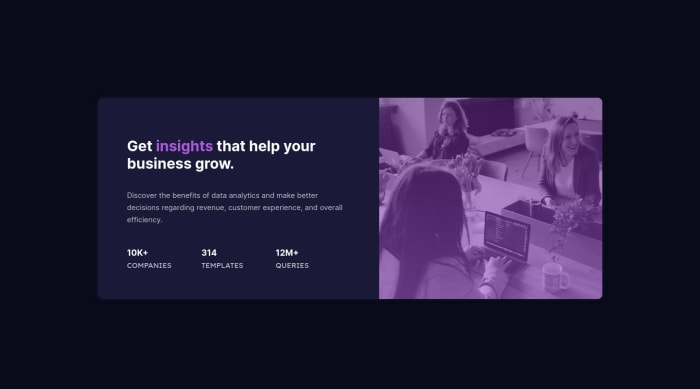 Get insights that help your
business grow.
Discover the benefits of data analytics and make better
decisions regarding revenue, customer experience, and overall
efficiency.
10K+ 314 12M+
COMPANIES TEMPLATES QUERIES